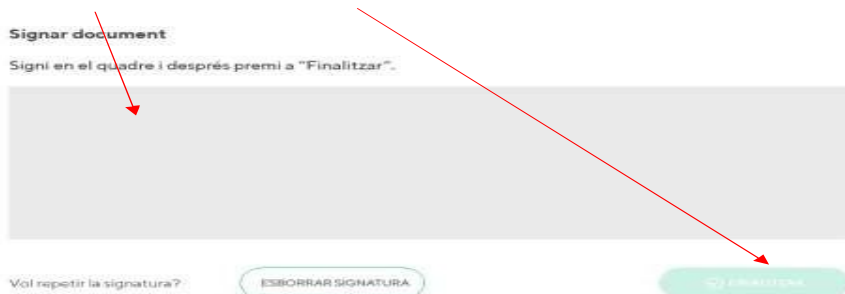 Signar document
Signi en el quadre i després premi a "Finalitzar".
Vol repetir la signatura?
ESBORRAR SIGNATURA